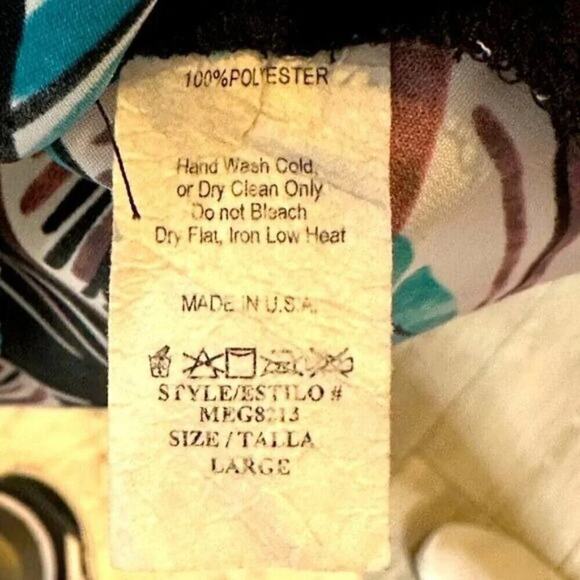 100%POLYESTER
Hand Wash Cold
or Dry Clean Only
Do not Bleach
Dry Flat, Iron Low Heat
MADE IN U.S.A.
STYLE/ESTILO #
MEG8213
SIZE / TALLA
LARGE